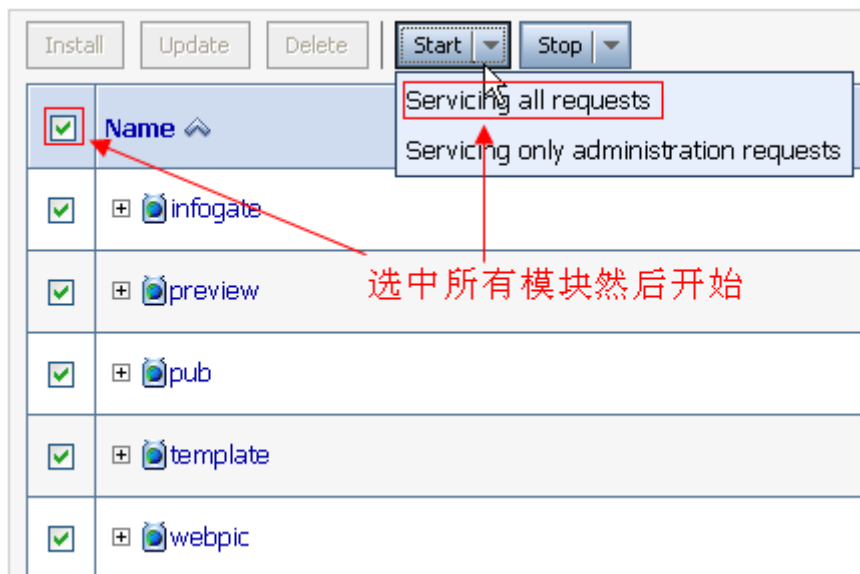 Install Update Delete Start Stop
Servicing all requests
Name
Servicing only administration requests
infogate
preview
选中所有模块然后开始
pub
template
webpic